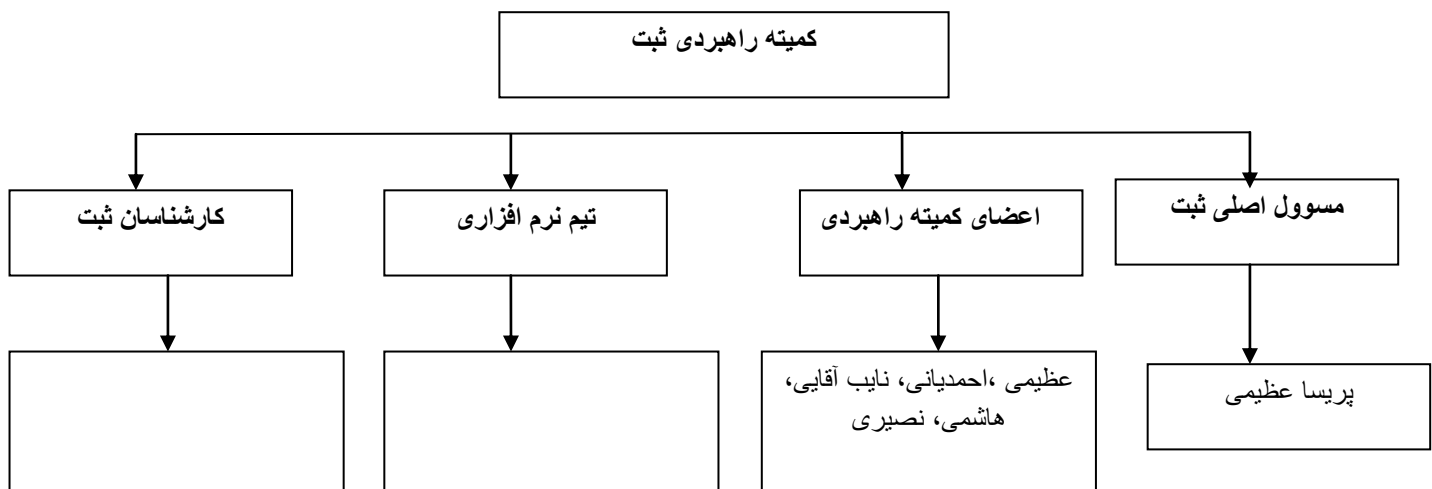 کمیته راهبردی ثبت
مسوول اصلی ثبت
اعضای کمیته راهبردی
تیم نرم افزاری
کارشناسان ثبت
پریسا عظیمی
عظیمی ،احمدیانی، نایب آقایی،
هاشمی، نصیری